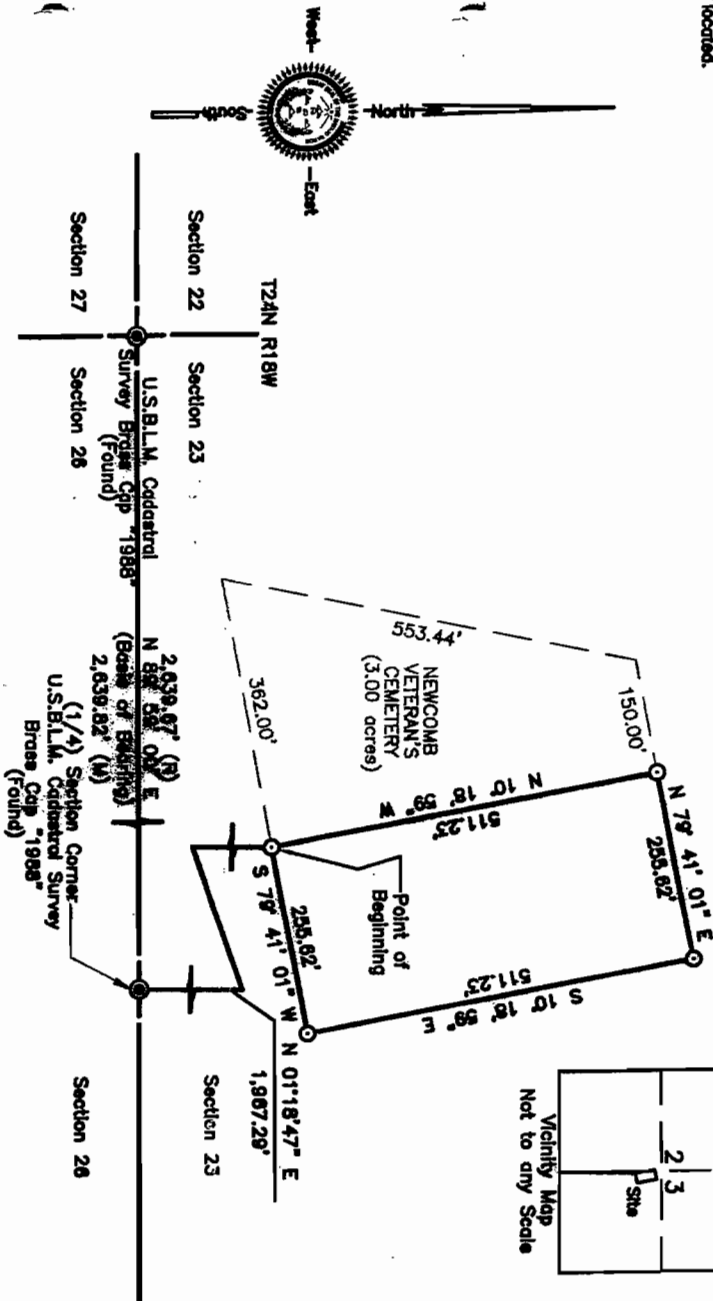 located.
West
North
South
East
T24N R18W
Section 22
Section 27
Section 23
Section 26
U.S.B.L.M. Cadastral
Survey Brass Cap "1988"
(Found)
2,639.67' (R)
N 89° 59' 00" E
(Basis of Bearing)
2,639.82' (M)
(1/4) Section Corner
U.S.B.L.M. Cadastral Survey
Brass Cap "1988"
(Found)
553.44'
NEWCOMB
VETERAN'S
CEMETERY
(3.00 acres)
362.00'
150.00'
N 10° 18' 59" W
511.23'
N 79° 41' 01" E
255.62'
Point of
Beginning
S 10° 18' 59" E
511.23'
255.62'
S 79° 41' 01" W
N 01°18'47" E
1,987.29'
Section 23
Section 26
2 3
Site
Vicinity Map
Not to any Scale